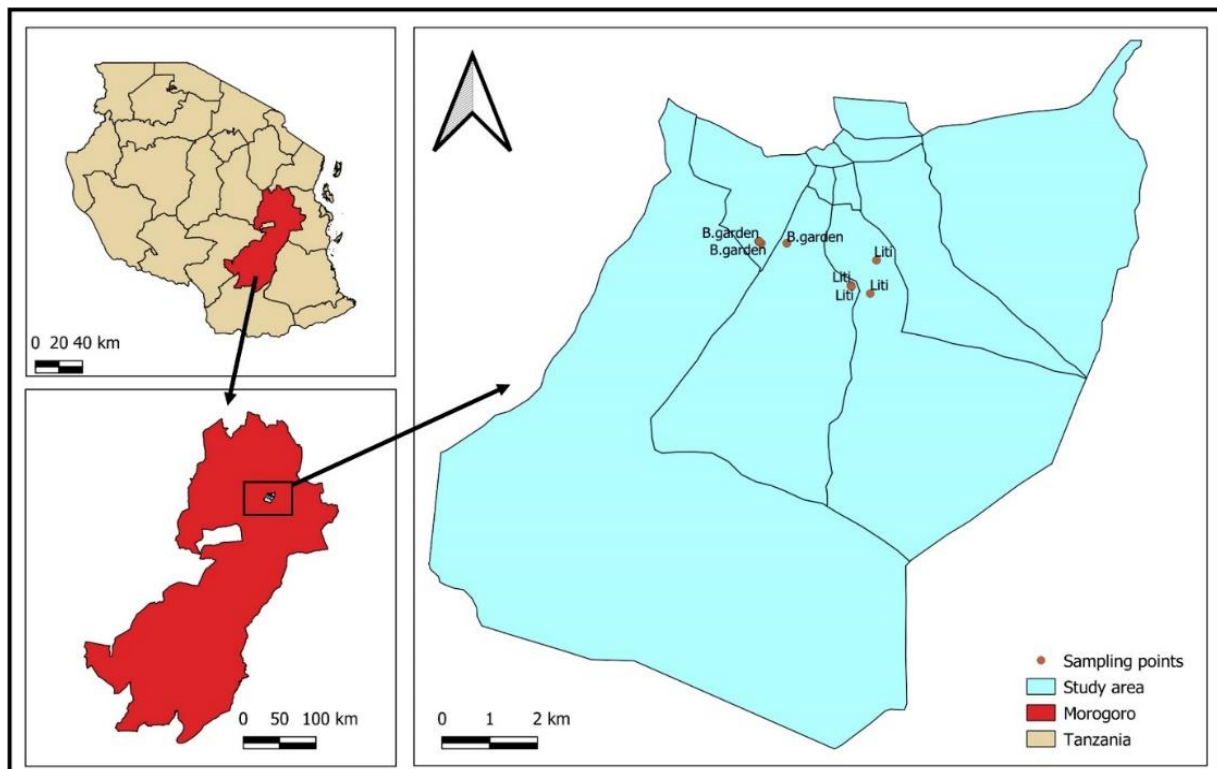 0 20 40 km
0 50 100 km
B.garden
B.garden
B.garden
Liti
Liti
Liti
Liti
0 1 2 km
Sampling points
Study area
Morogoro
Tanzania